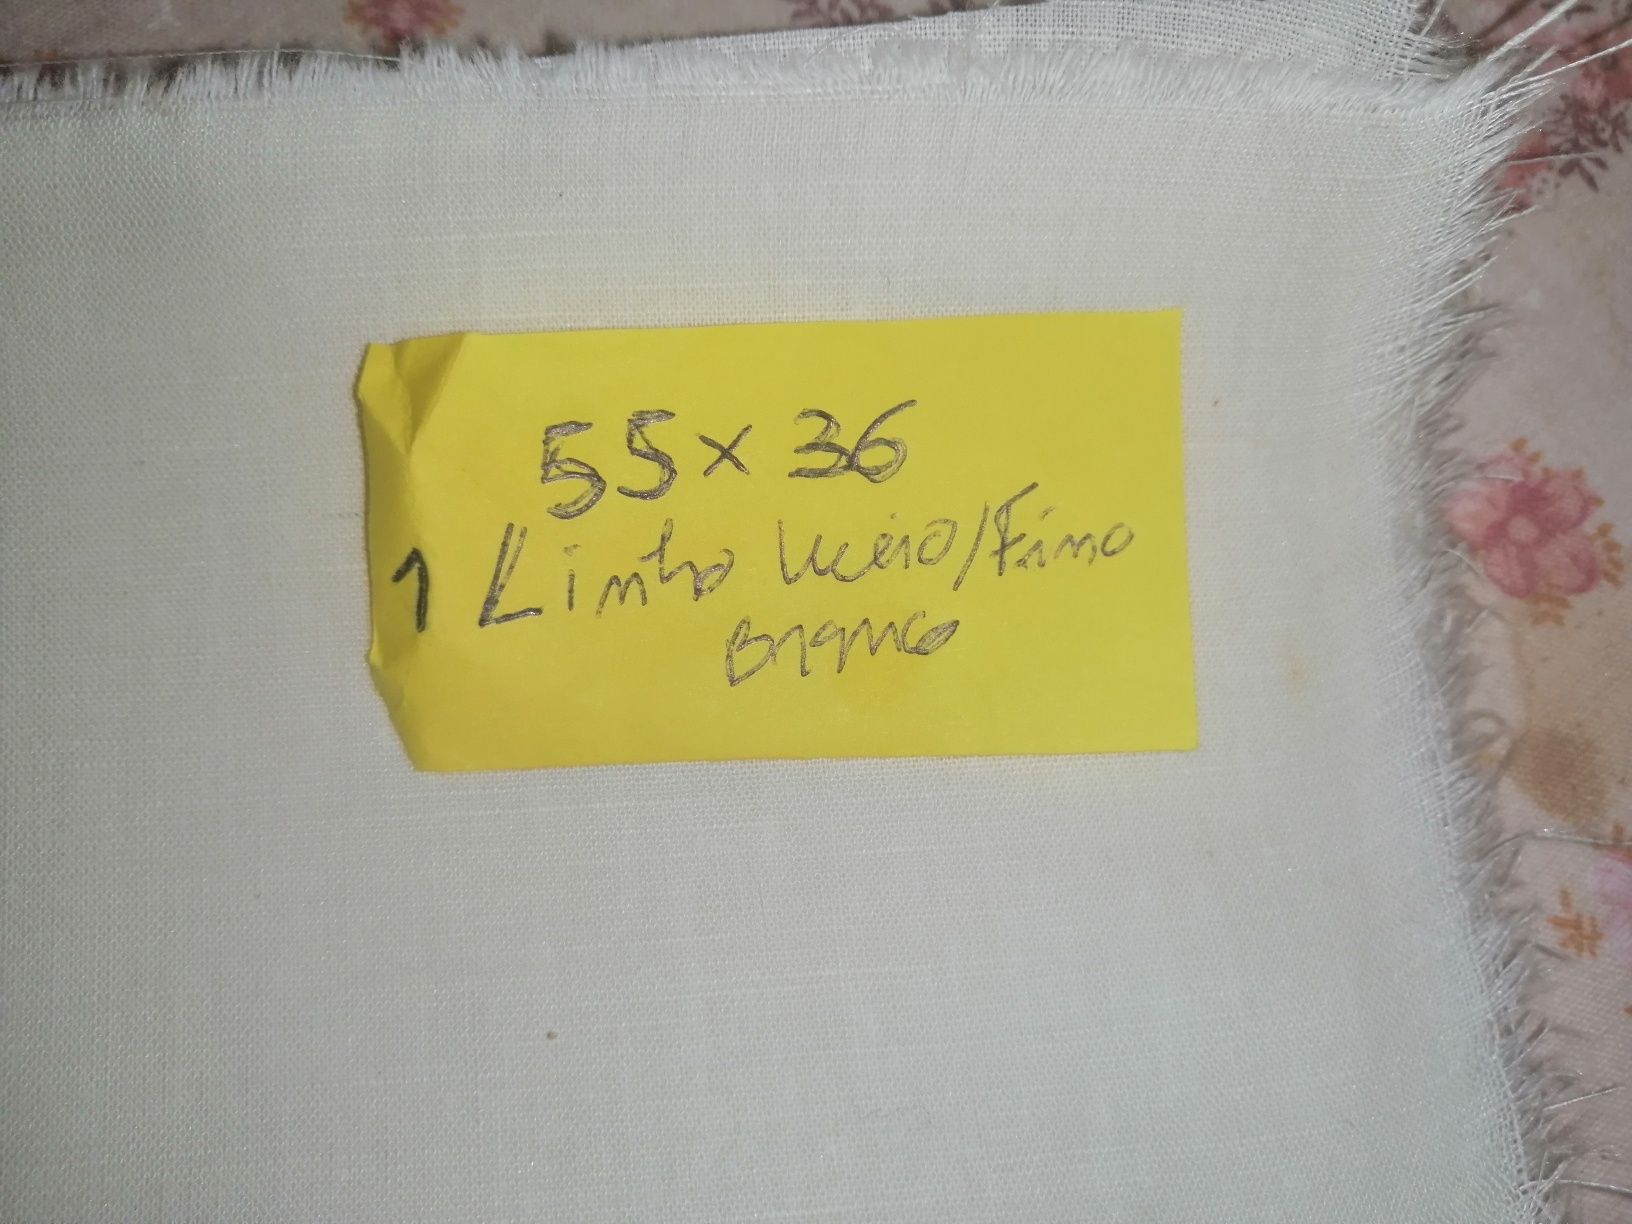 55 x 36
1 Linho Meio/Fino
Branco